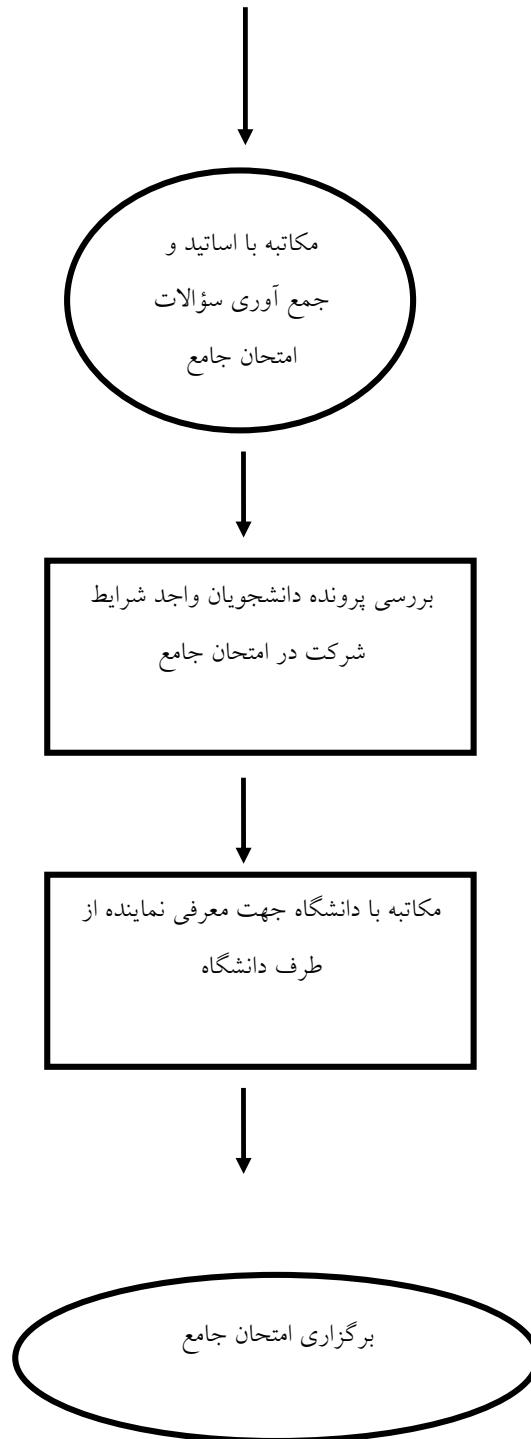 مکاتبه با اساتید و
جمع آوری سؤالات
امتحان جامع
بررسی پرونده دانشجویان واجد شرایط
شرکت در امتحان جامع
مکاتبه با دانشگاه جهت معرفی نماینده از
طرف دانشگاه
برگزاری امتحان جامع